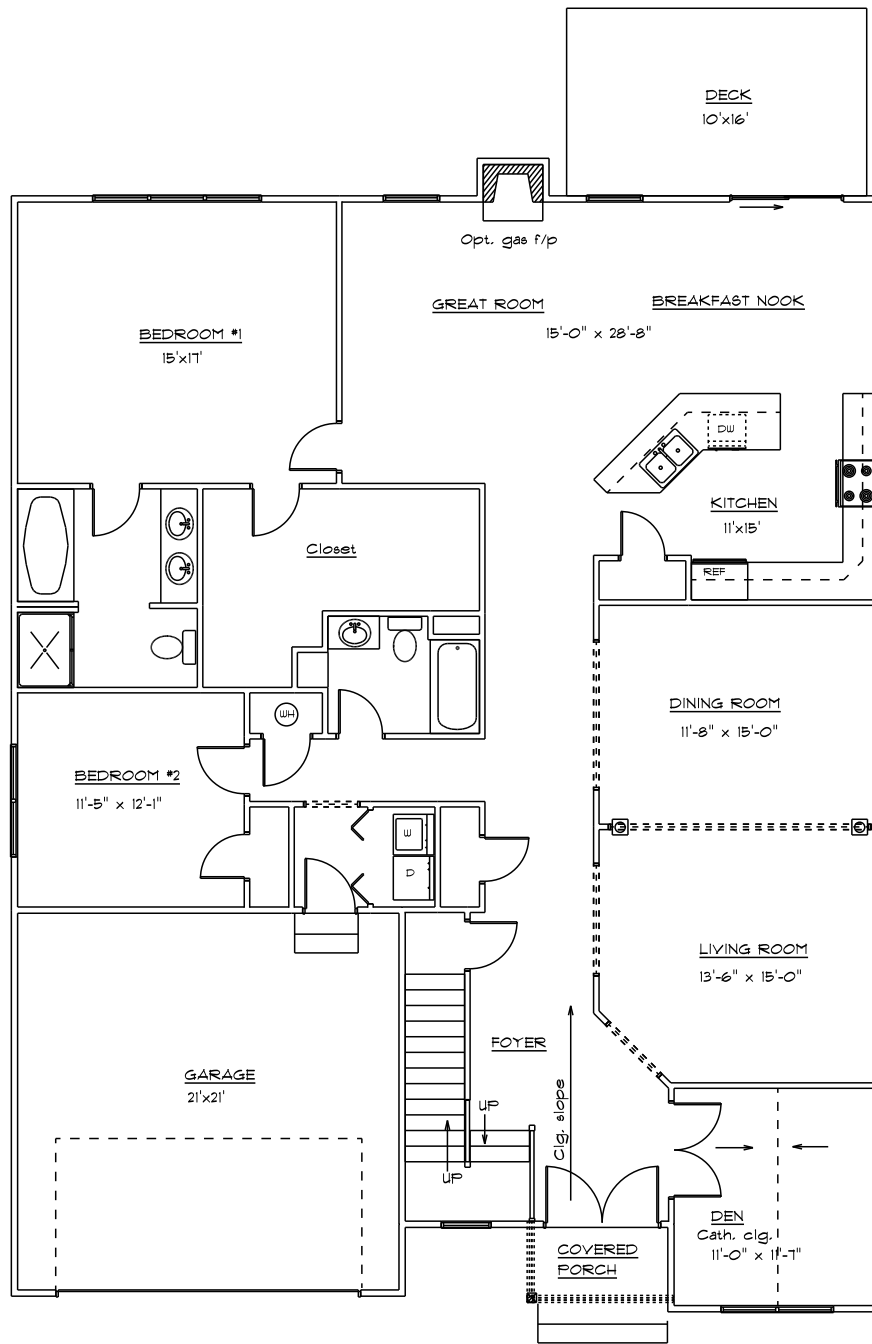 DECK
10'x16'
Opt. gas f/p
GREAT ROOM
BREAKFAST NOOK
15'-0" x 28'-8"
BEDROOM #1
15'x17'
DW
KITCHEN
11'x15'
REF
Closet
DINING ROOM
11'-8" x 15'-0"
WH
BEDROOM #2
11'-5" x 12'-1"
W
D
LIVING ROOM
13'-6" x 15'-0"
FOYER
GARAGE
21'x21'
Clg. slope
UP
UP
DEN
Cath. clg.
11'-0" x 11'-7"
COVERED
PORCH